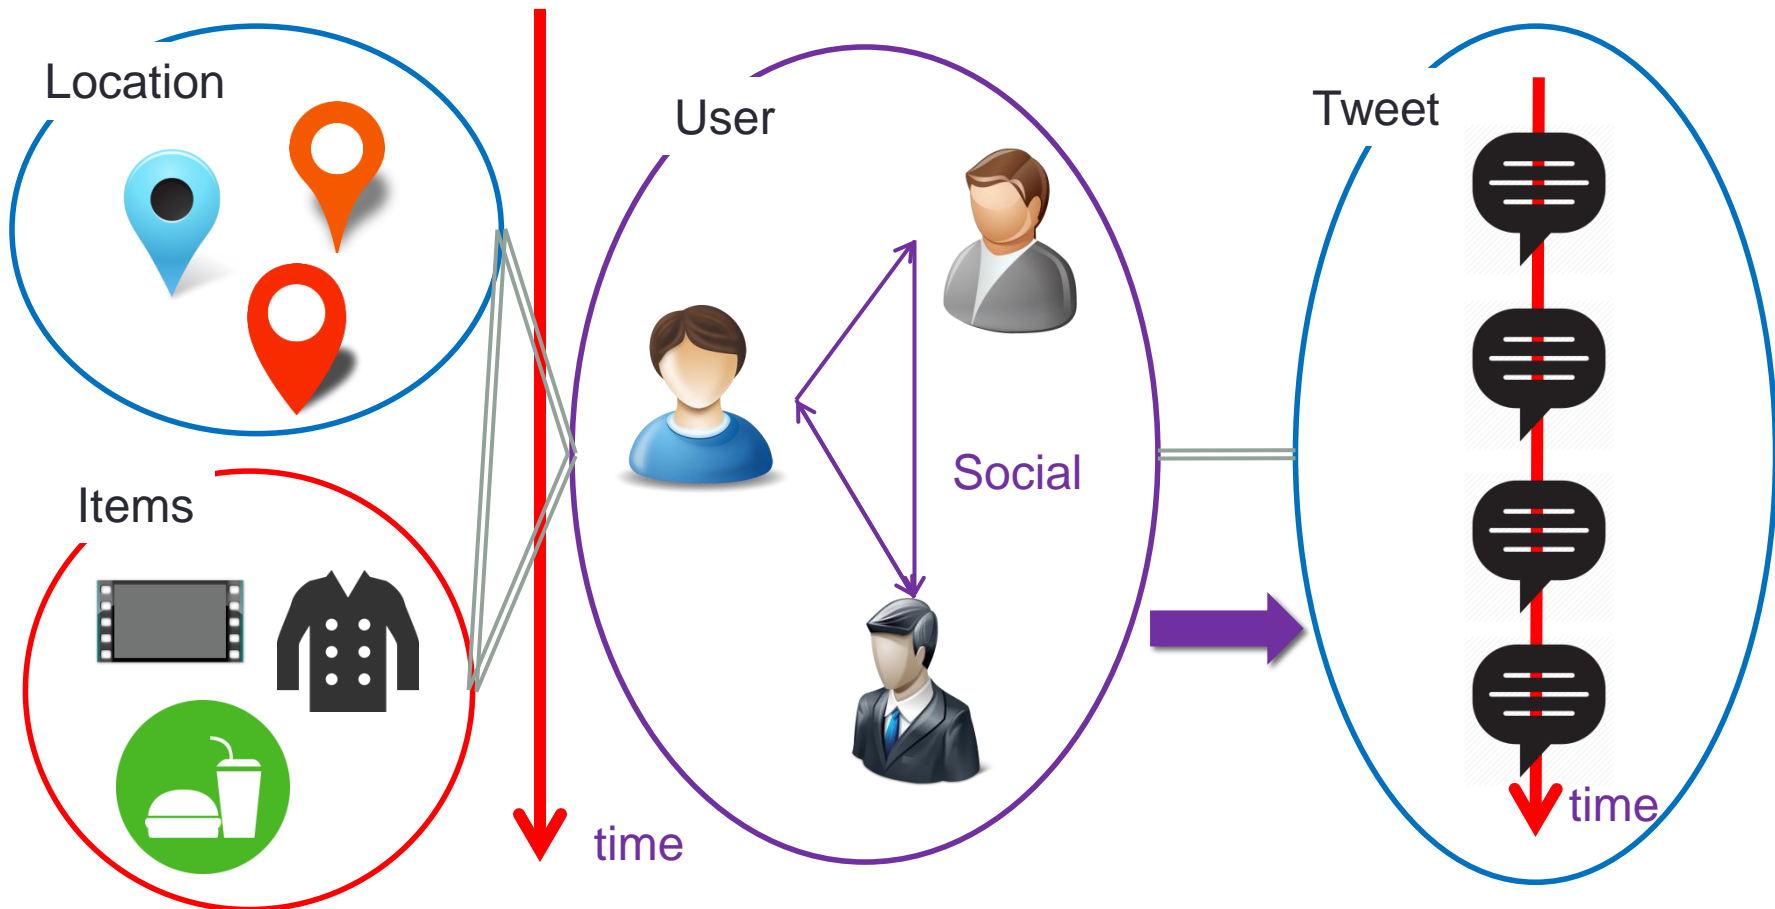 Location
User
Tweet
Social
Items
time
time